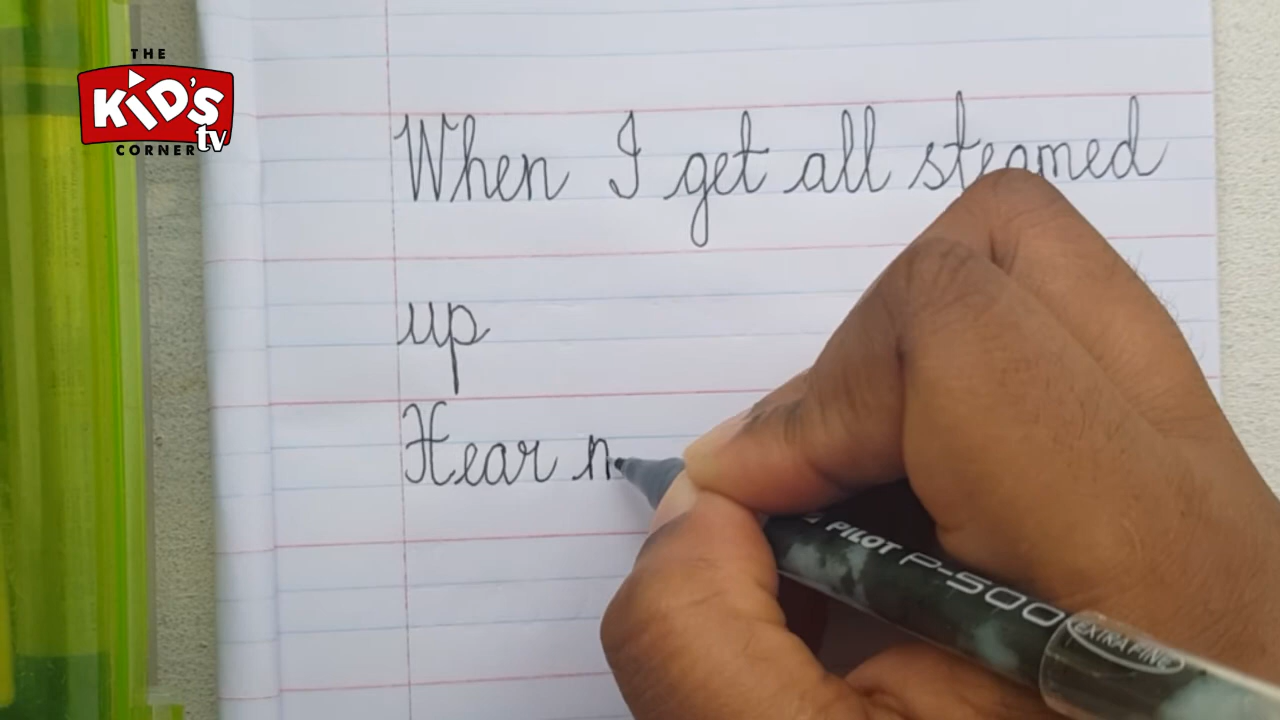 THE
KID'S
tv
CORNER
When I get all steamed
up
Hear
PILOT P-500
EXTRA FINE